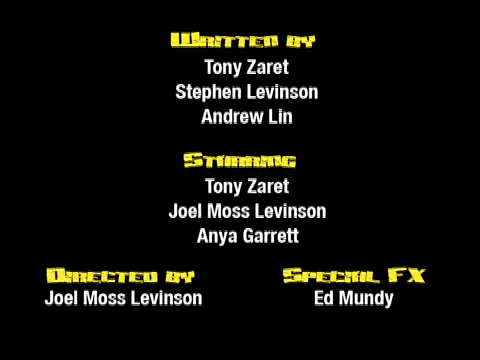 Written by
Tony Zaret
Stephen Levinson
Andrew Lin
Starring
Tony Zaret
Joel Moss Levinson
Anya Garrett
Directed by
Joel Moss Levinson
Special FX
Ed Mundy